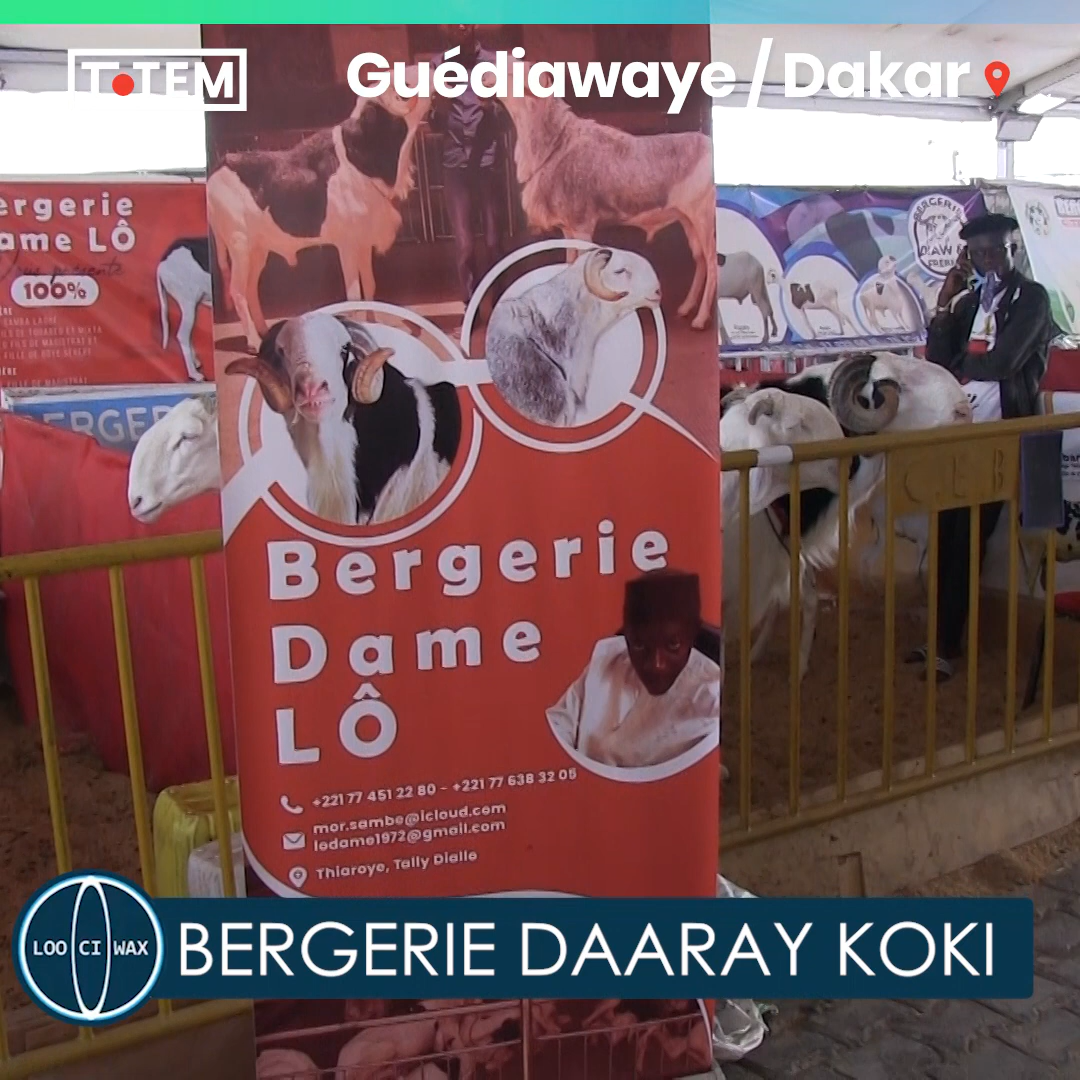 TOTEM
Guédiawaye / Dakar
ergerie
ame LÔ
100%
BERGERIE
Bergerie
Dame
LÔ
+221 77 451 22 80 - +221 77 638 32 05
mor.sambe@icloud.com
ledame1972@gmail.com
Thiaroye, Tally Diallo
C E B
LOO CI WAX
BERGERIE DAARAY KOKI